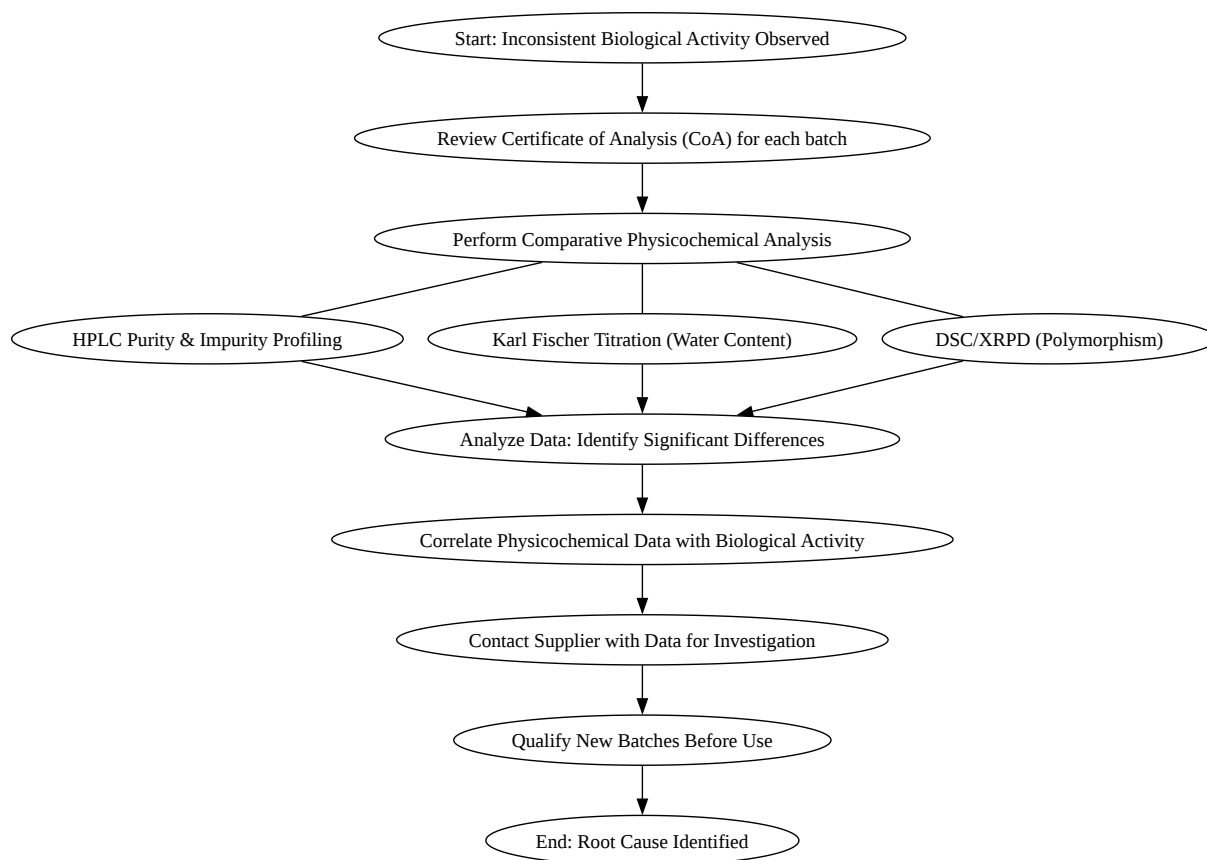 Start: Inconsistent Biological Activity Observed
Review Certificate of Analysis (CoA) for each batch
Perform Comparative Physicochemical Analysis
HPLC Purity & Impurity Profiling
Karl Fischer Titration (Water Content)
DSC/XRPD (Polymorphism)
Analyze Data: Identify Significant Differences
Correlate Physicochemical Data with Biological Activity
Contact Supplier with Data for Investigation
Qualify New Batches Before Use
End: Root Cause Identified